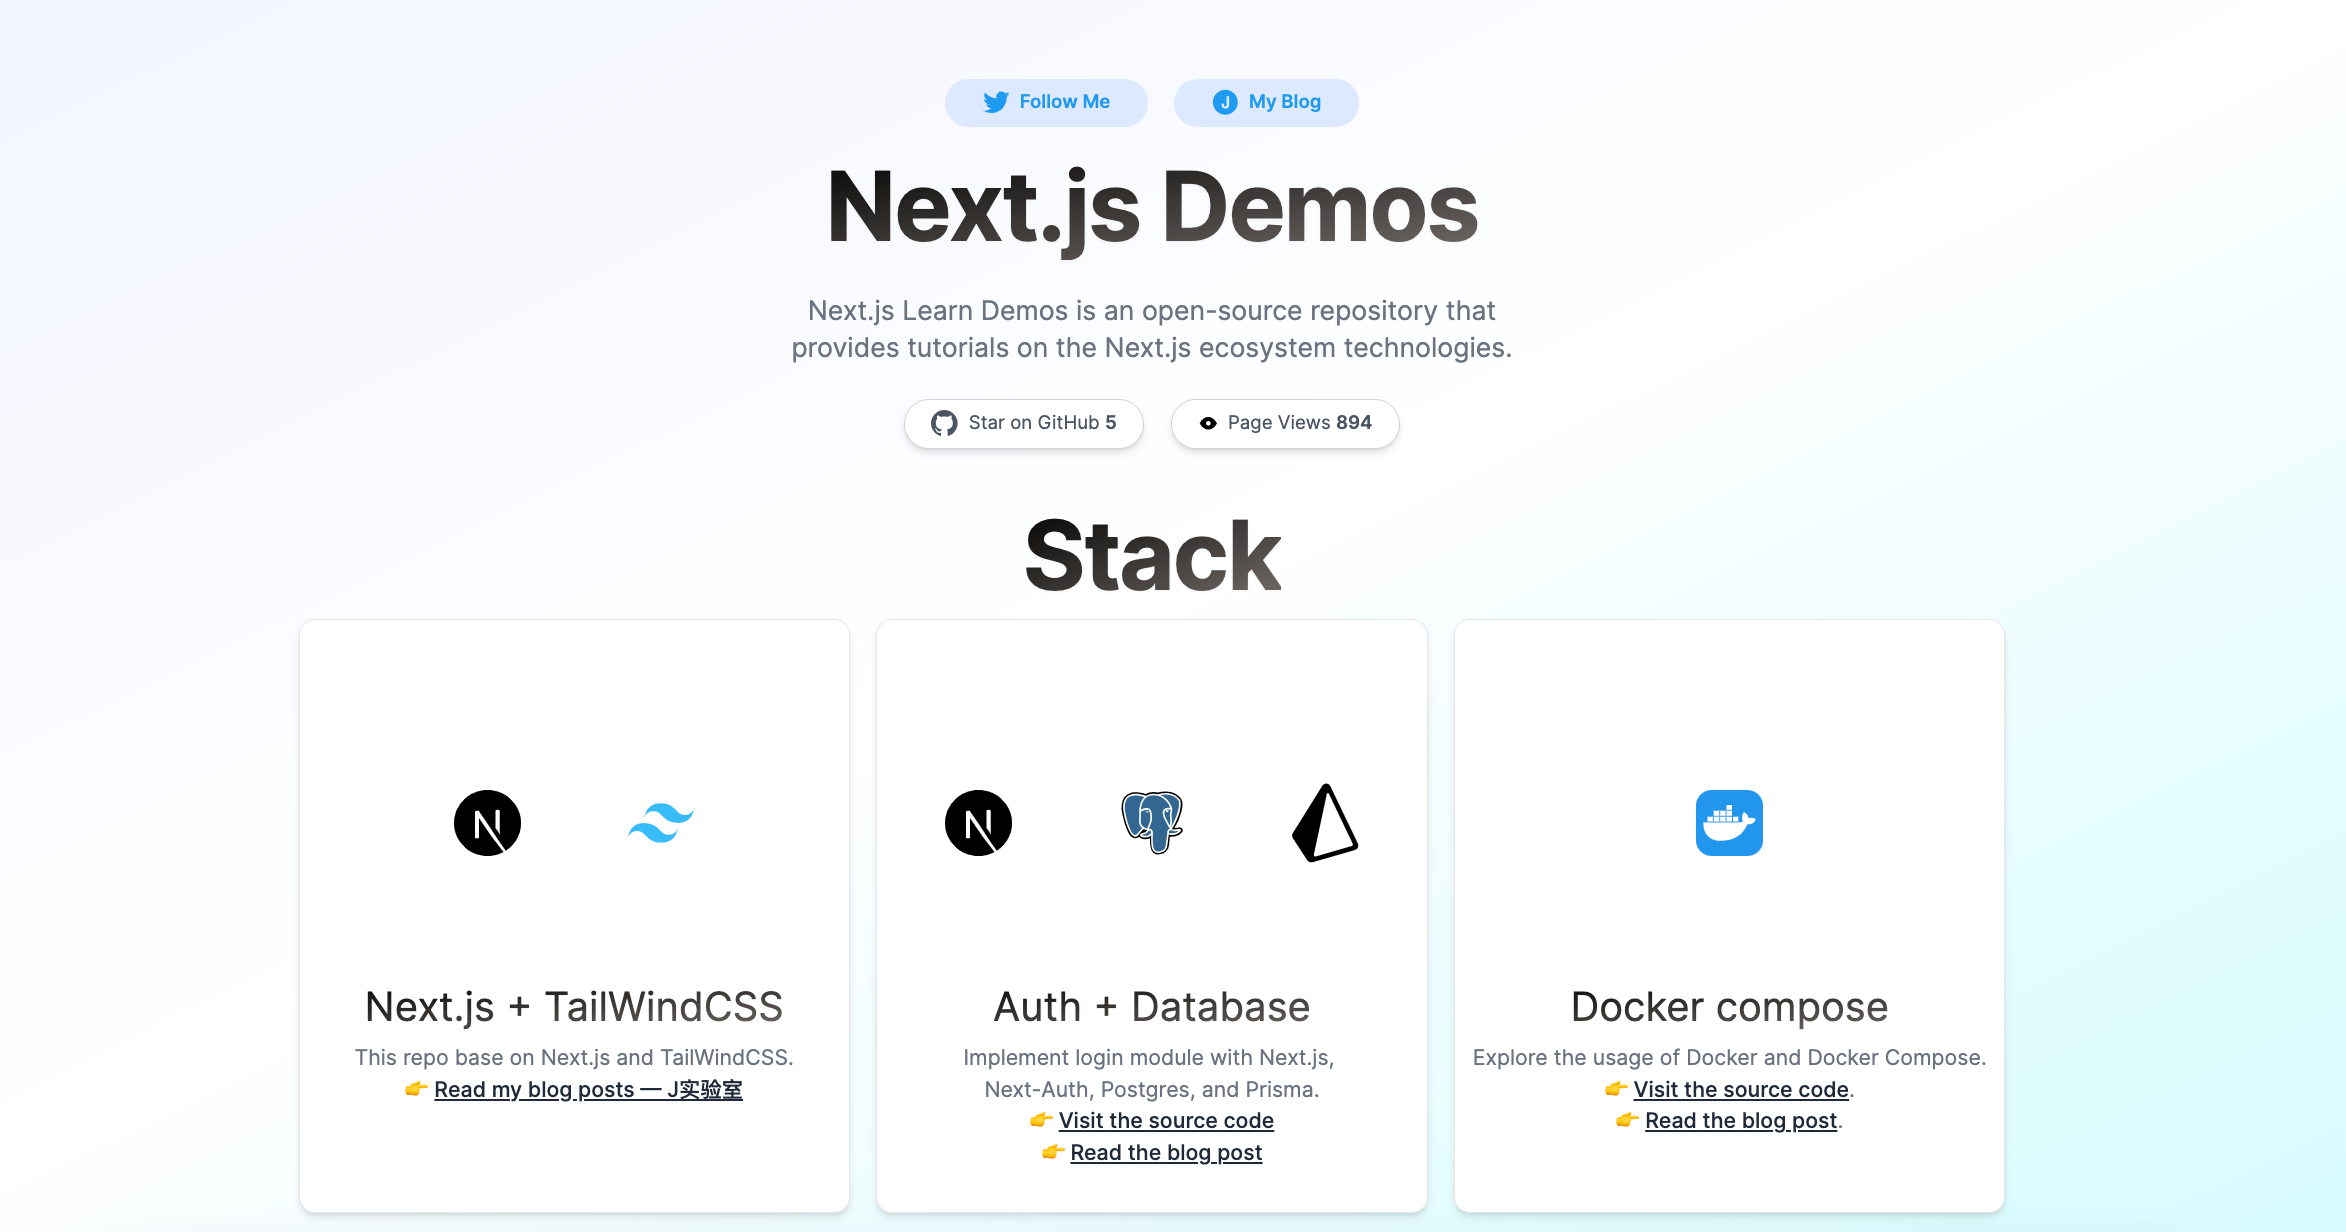 Follow Me
My Blog
Next.js Demos
Next.js Learn Demos is an open-source repository that
provides tutorials on the Next.js ecosystem technologies.
Star on GitHub 5
Page Views 894
Stack
Next.js + TailWindCSS
This repo base on Next.js and TailWindCSS.
👉 Read my blog posts — J实验室
Auth + Database
Implement login module with Next.js,
Next-Auth, Postgres, and Prisma.
👉 Visit the source code
👉 Read the blog post
Docker compose
Explore the usage of Docker and Docker Compose.
👉 Visit the source code.
👉 Read the blog post.